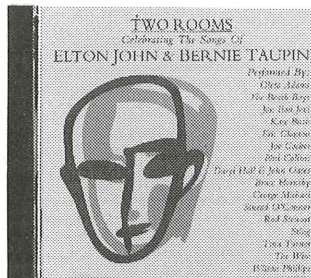 TWO ROOMS
Celebrating The Songs Of
ELTON JOHN & BERNIE TAUPIN
Performed By:
Oleta Adams
The Beach Boys
Jon Bon Jovi
Kate Bush
Eric Clapton
Joe Cocker
Phil Collins
Daryl Hall & John Oates
Bruce Hornsby
George Michael
Sinead O'Connor
Rod Stewart
Sting
Tina Turner
The Who
Wilson Phillips